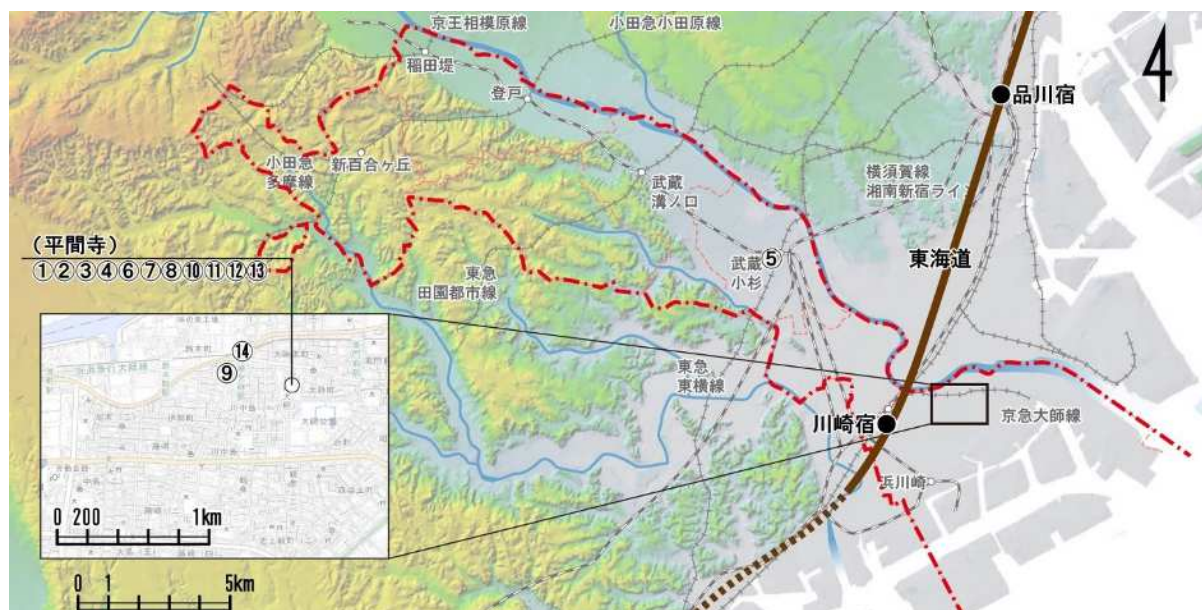 京王相模原線
小田急小田原線
4
稲田堤
登戸
品川宿
小田急
多摩線
新百合ヶ丘
武蔵
溝ノ口
横須賀線
湘南新宿ライン
(平間寺)
①②③④⑥⑦⑧⑩⑪⑫⑬
東急
田園都市線
武蔵
小杉
⑤
東海道
⑭
⑨
東急
東横線
川崎宿
京急大師線
浜川崎
0 200 1km
0 1 5km